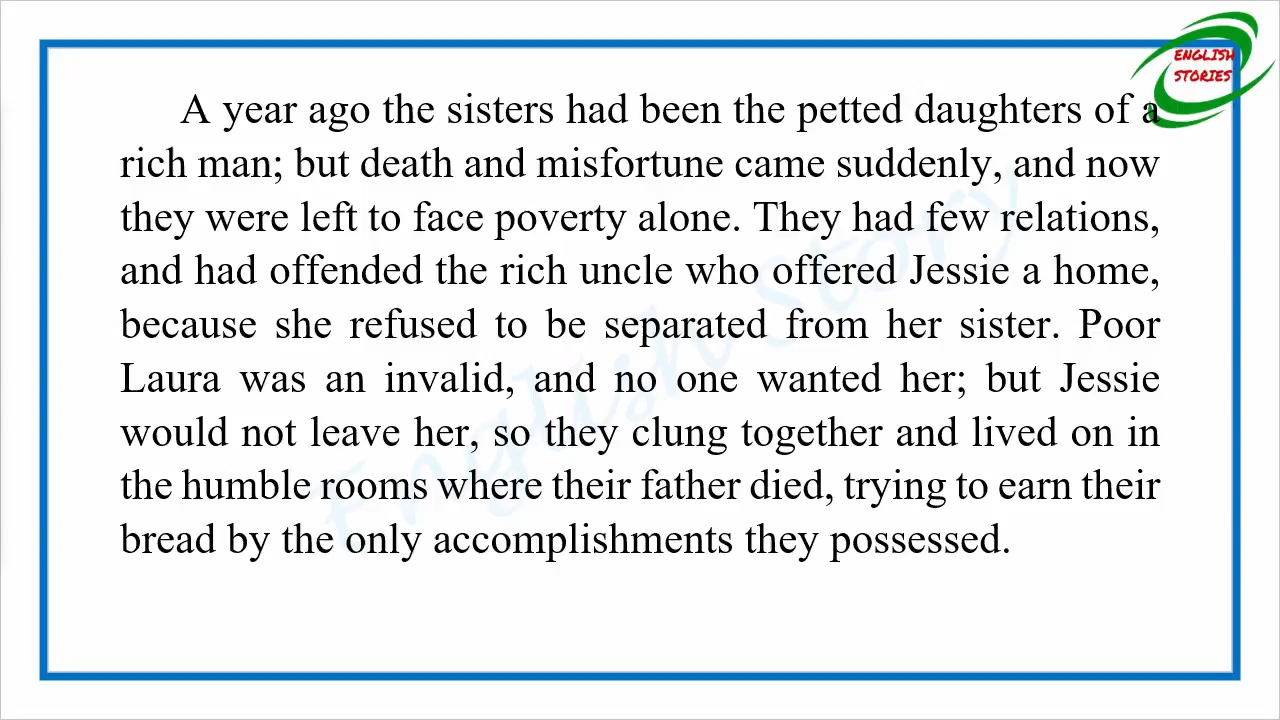 ENGLISH
STORIES
A year ago the sisters had been the petted daughters of a
rich man; but death and misfortune came suddenly, and now
they were left to face poverty alone. They had few relations,
and had offended the rich uncle who offered Jessie a home,
because she refused to be separated from her sister. Poor
Laura was an invalid, and no one wanted her; but Jessie
would not leave her, so they clung together and lived on in
the humble rooms where their father died, trying to earn their
bread by the only accomplishments they possessed.
English Story